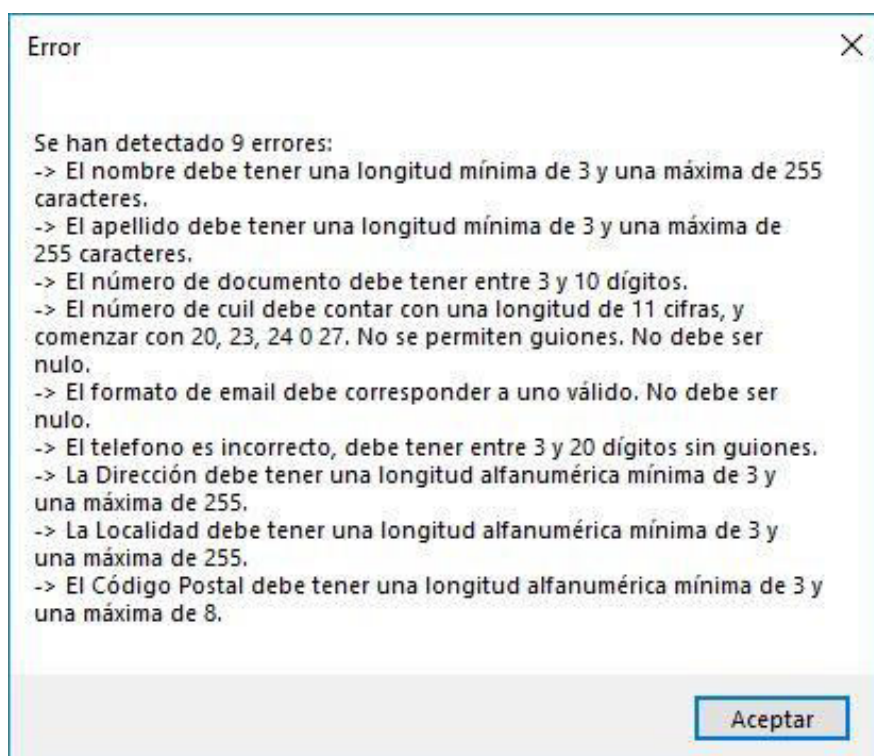 Error
Se han detectado 9 errores:
-> El nombre debe tener una longitud mínima de 3 y una máxima de 255
caracteres.
-> El apellido debe tener una longitud mínima de 3 y una máxima de
255 caracteres.
-> El número de documento debe tener entre 3 y 10 dígitos.
-> El número de cuil debe contar con una longitud de 11 cifras, y
comenzar con 20, 23, 24 0 27. No se permiten guiones. No debe ser
nulo.
-> El formato de email debe corresponder a uno válido. No debe ser
nulo.
-> El telefono es incorrecto, debe tener entre 3 y 20 dígitos sin guiones.
-> La Dirección debe tener una longitud alfanumérica mínima de 3 y
una máxima de 255.
-> La Localidad debe tener una longitud alfanumérica mínima de 3 y
una máxima de 255.
-> El Código Postal debe tener una longitud alfanumérica mínima de 3 y
una máxima de 8.
Aceptar